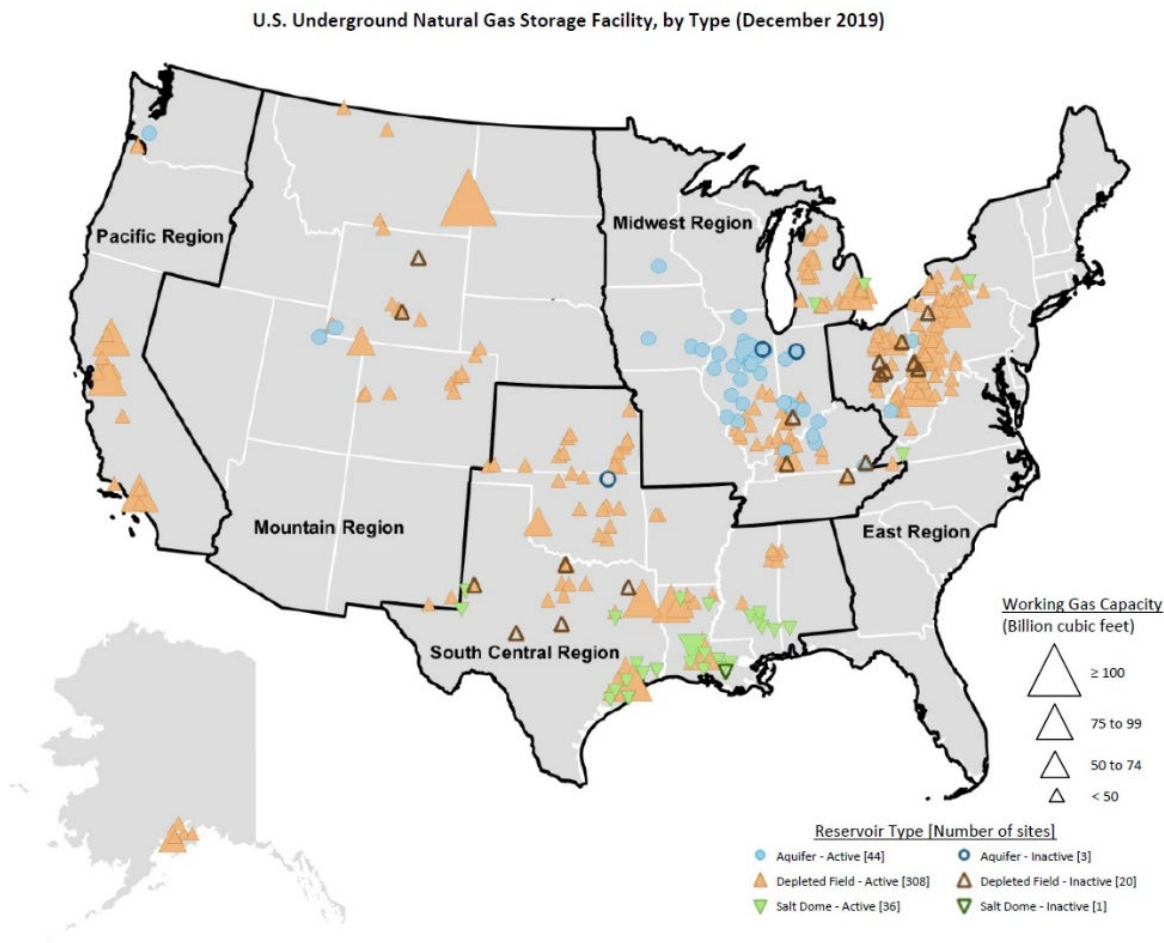 U.S. Underground Natural Gas Storage Facility, by Type (December 2019)
Pacific Region
Midwest Region
Mountain Region
East Region
South Central Region
Working Gas Capacity
(Billion cubic feet)
≥ 100
75 to 99
50 to 74
< 50
Reservoir Type [Number of sites]
Aquifer - Active [44]
Aquifer - Inactive [3]
Depleted Field - Active [308]
Depleted Field - Inactive [20]
Salt Dome - Active [36]
Salt Dome - Inactive [1]